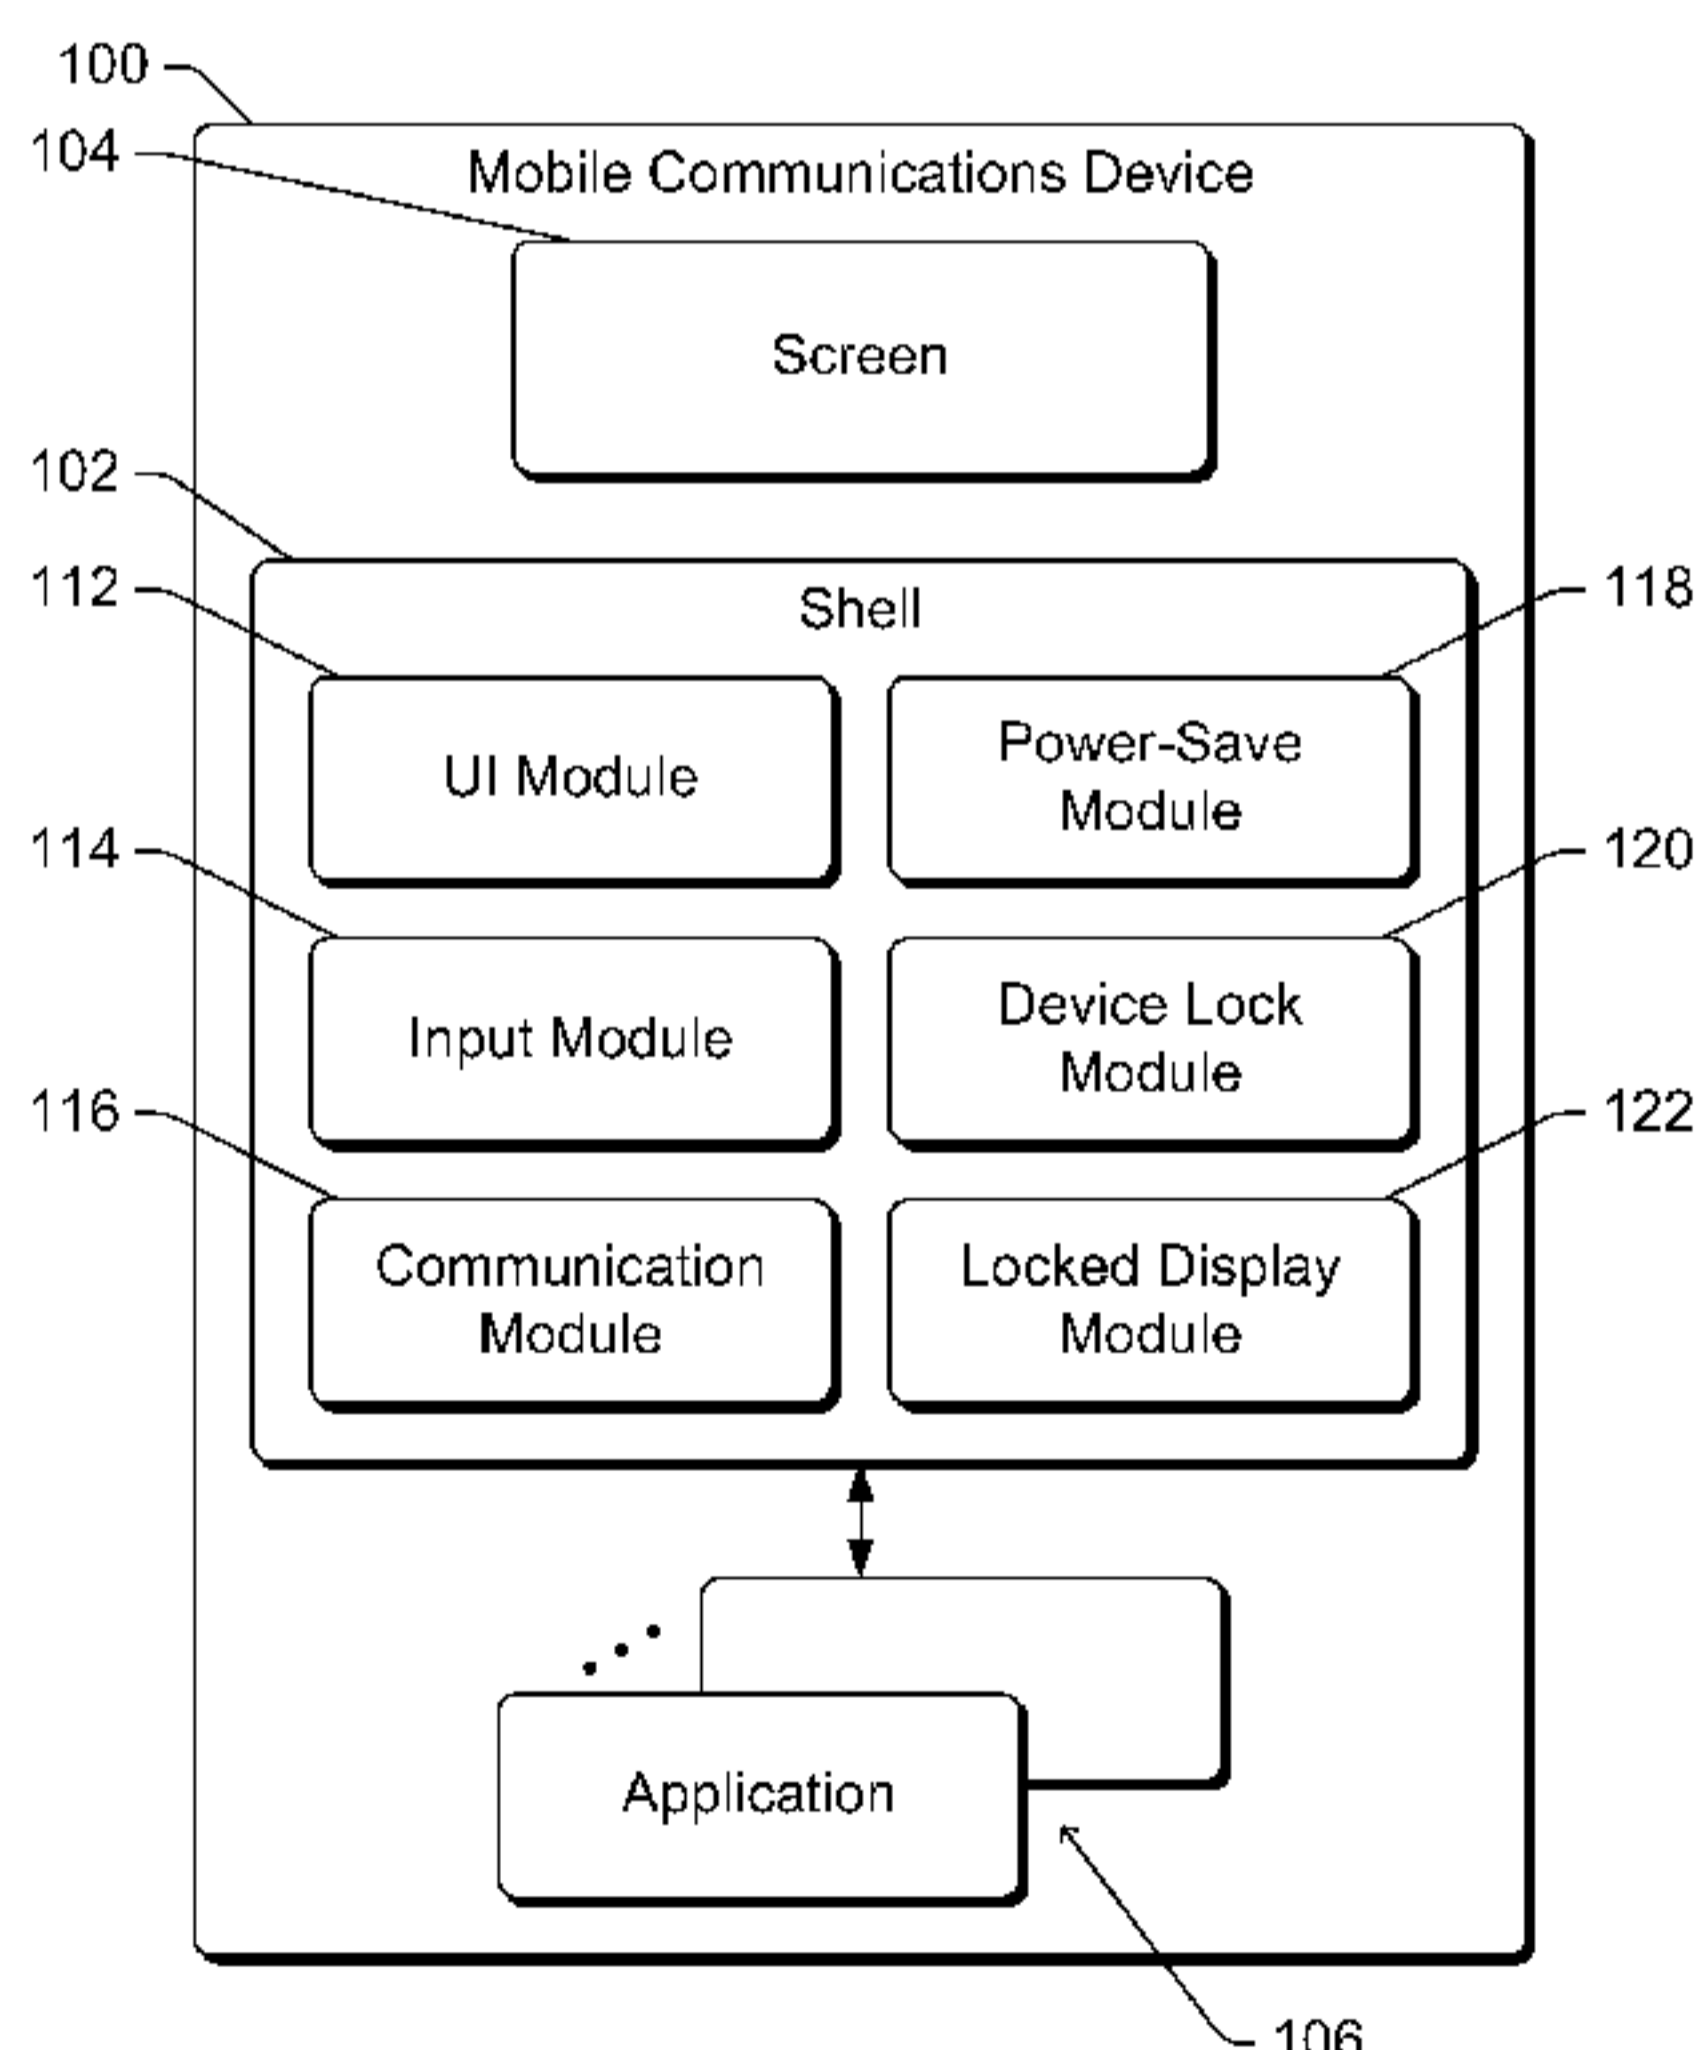 100
104
Mobile Communications Device
Screen
102
112
Shell
118
UI Module
Power-Save
Module
114
120
Input Module
Device Lock
Module
116
122
Communication
Module
Locked Display
Module
Application
106